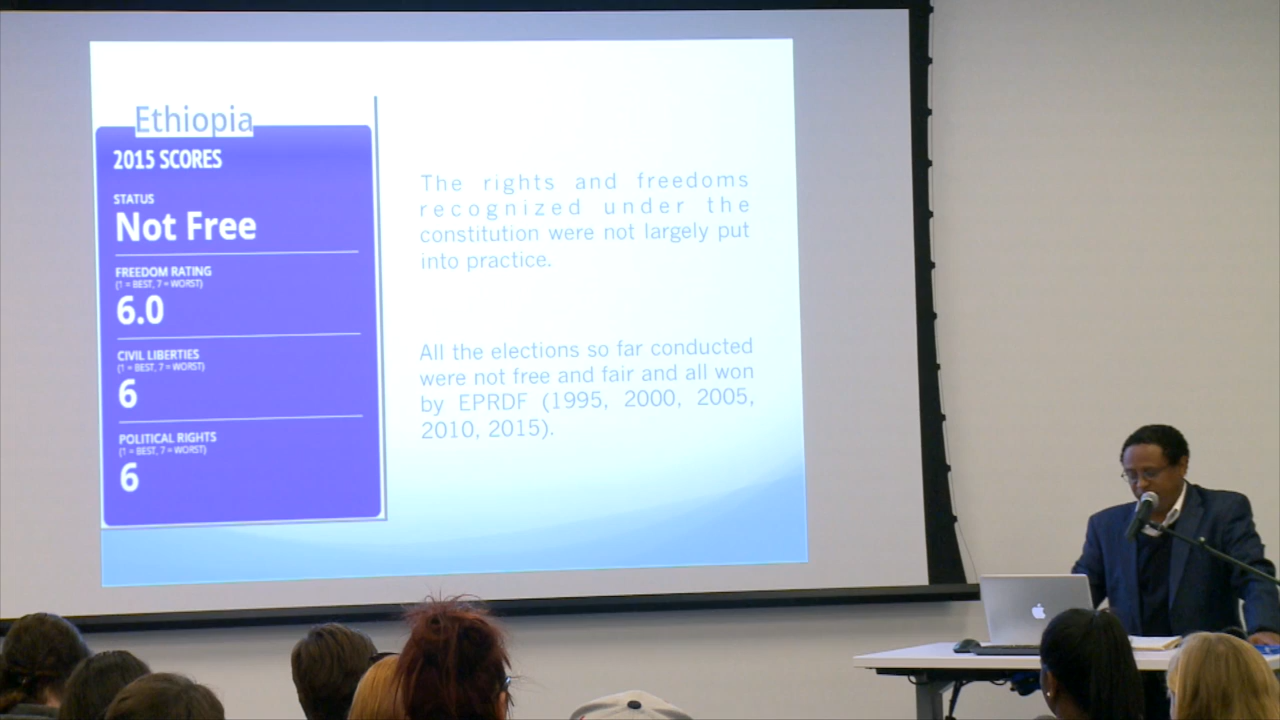 Ethiopia
2015 SCORES
STATUS
Not Free
FREEDOM RATING
(1 = BEST, 7 = WORST)
6.0
CIVIL LIBERTIES
(1 = BEST, 7 = WORST)
6
POLITICAL RIGHTS
(1 = BEST, 7 = WORST)
6
The rights and freedoms
recognized under the
constitution were not largely put
into practice.
All the elections so far conducted
were not free and fair and all won
by EPRDF (1995, 2000, 2005,
2010, 2015).